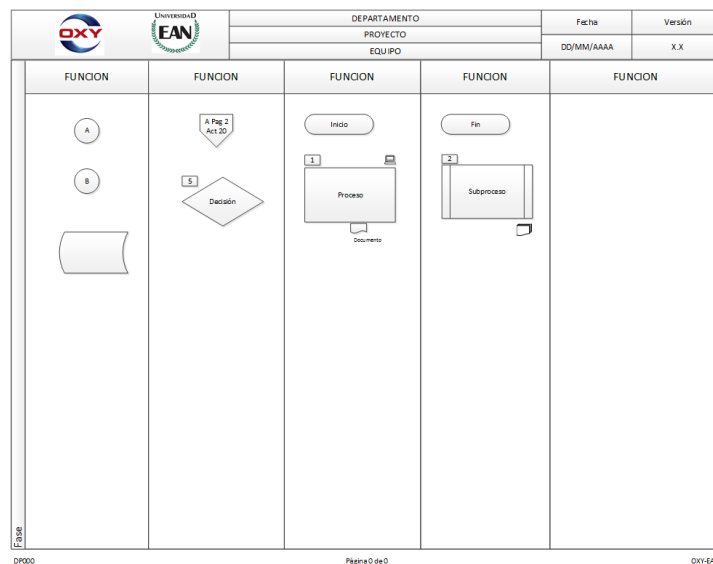 OXY
UNIVERSIDAD
EAN
DEPARTAMENTO
PROYECTO
EQUIPO
Fecha
Versión
DD/MM/AAAA
X.X
FUNCION
FUNCION
FUNCION
FUNCION
FUNCION
A
A Pag 2
Act 20
Inicio
Fin
1
2
B
5
Decisión
Proceso
Subproceso
Documento
Fase
DP000
Página 0 de 0
OXY-EA